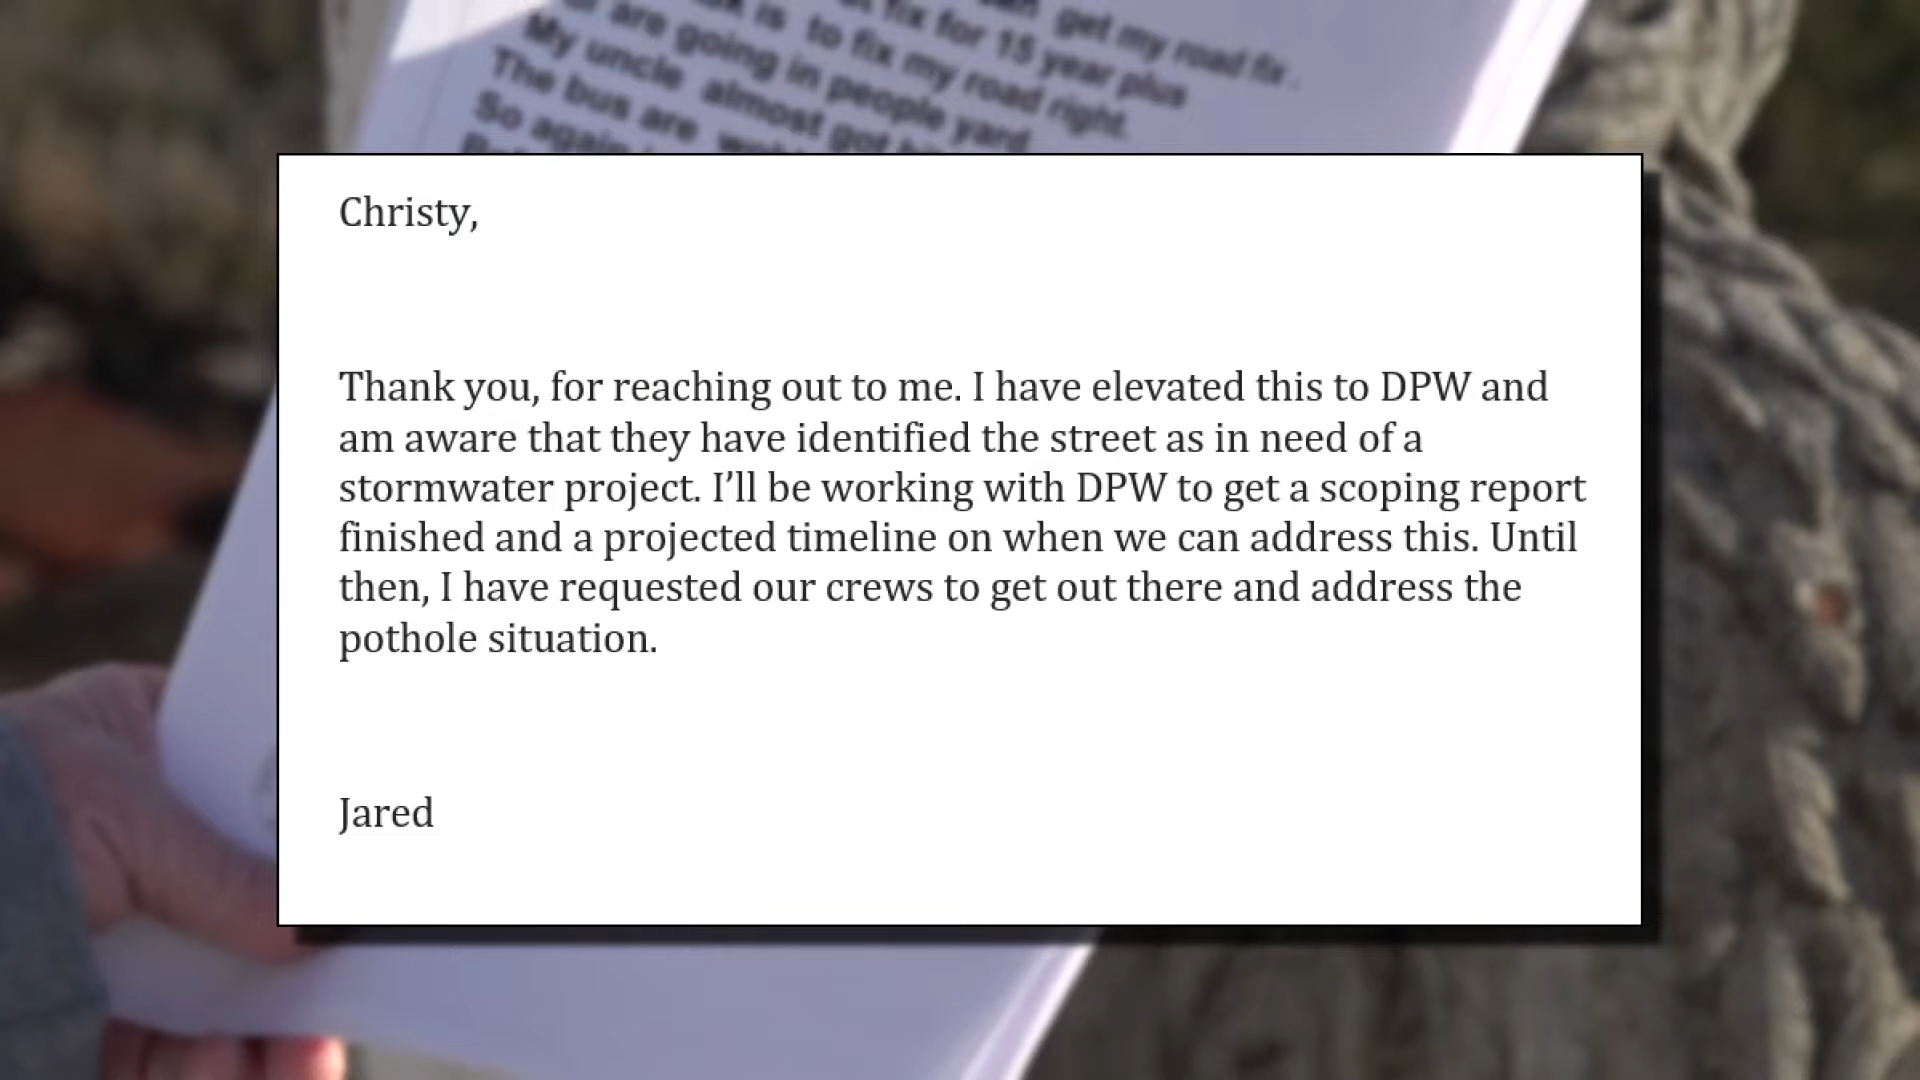 get my road fix.
fix for 15 year plus
is to fix my road right.
are going in people yard
My uncle almost got
The bus are
So again
Christy,
Thank you, for reaching out to me. I have elevated this to DPW and
am aware that they have identified the street as in need of a
stormwater project. I’ll be working with DPW to get a scoping report
finished and a projected timeline on when we can address this. Until
then, I have requested our crews to get out there and address the
pothole situation.
Jared